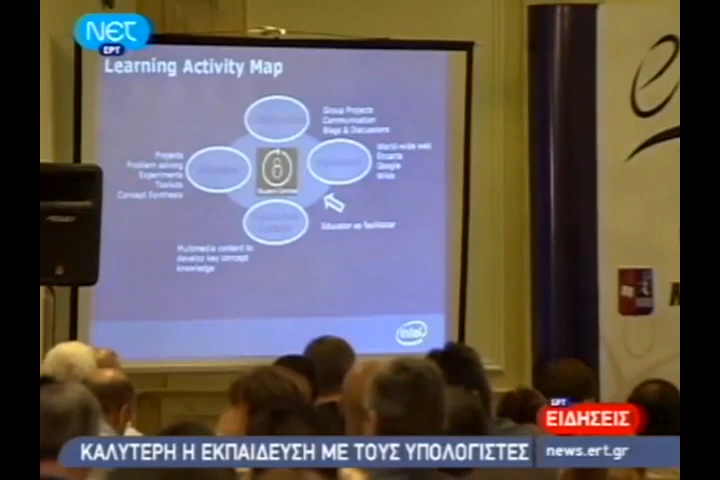 NET
ΕΡΤ
Learning Activity Map
Group Projects
Communication
Blogs & Discussions
Projects
Problem solving
Experiments
Toolkits
Concept Synthesis
World-wide web
Encarta
Google
Wikis
Student Centred
Educator as facilitator
Multimedia content to
develop key concept
knowledge
intel
ΕΡΤ
ΕΙΔΗΣΕΙΣ
ΚΑΛΥΤΕΡΗ Η ΕΚΠΑΙΔΕΥΣΗ ΜΕ ΤΟΥΣ ΥΠΟΛΟΓΙΣΤΕΣ
news.ert.gr